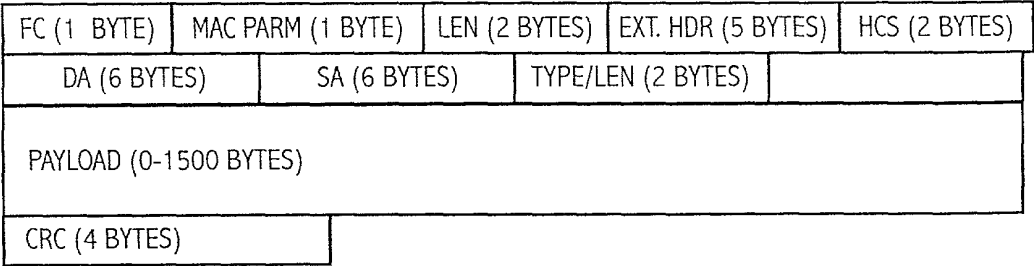 FC (1 BYTE) MAC PARM (1 BYTE) LEN (2 BYTES) EXT. HDR (5 BYTES) HCS (2 BYTES)
DA (6 BYTES) SA (6 BYTES) TYPE/LEN (2 BYTES)
PAYLOAD (0-1500 BYTES)
CRC (4 BYTES)